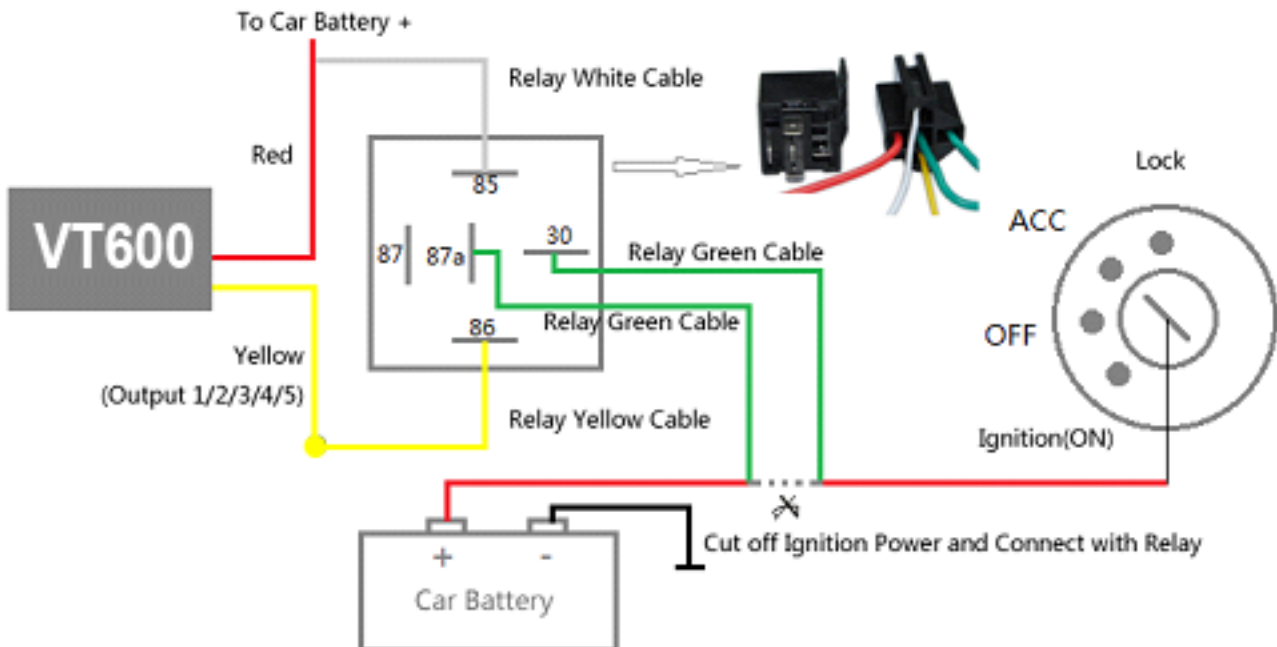 To Car Battery +
Relay White Cable
Red
Lock
85
VT600
ACC
87
87a
30
Relay Green Cable
Relay Green Cable
86
OFF
Yellow
(Output 1/2/3/4/5)
Relay Yellow Cable
Ignition(ON)
Cut off Ignition Power and Connect with Relay
+
-
Car Battery